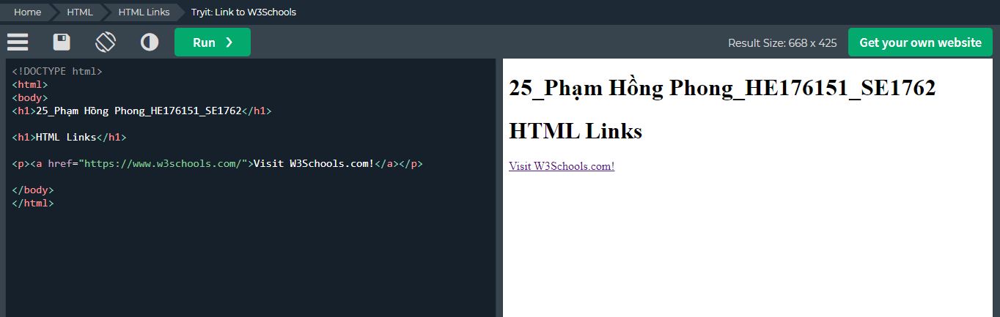 Home HTML HTML Links Tryit: Link to W3Schools
Run ❯ Result Size: 668 x 425 Get your own website
<!DOCTYPE html>
<html>
<body>
<h1>25_Phạm Hồng Phong_HE176151_SE1762</h1>
<h1>HTML Links</h1>
<p><a href="https://www.w3schools.com/">Visit W3Schools.com!</a></p>
</body>
</html>
25_Phạm Hồng Phong_HE176151_SE1762
HTML Links
Visit W3Schools.com!